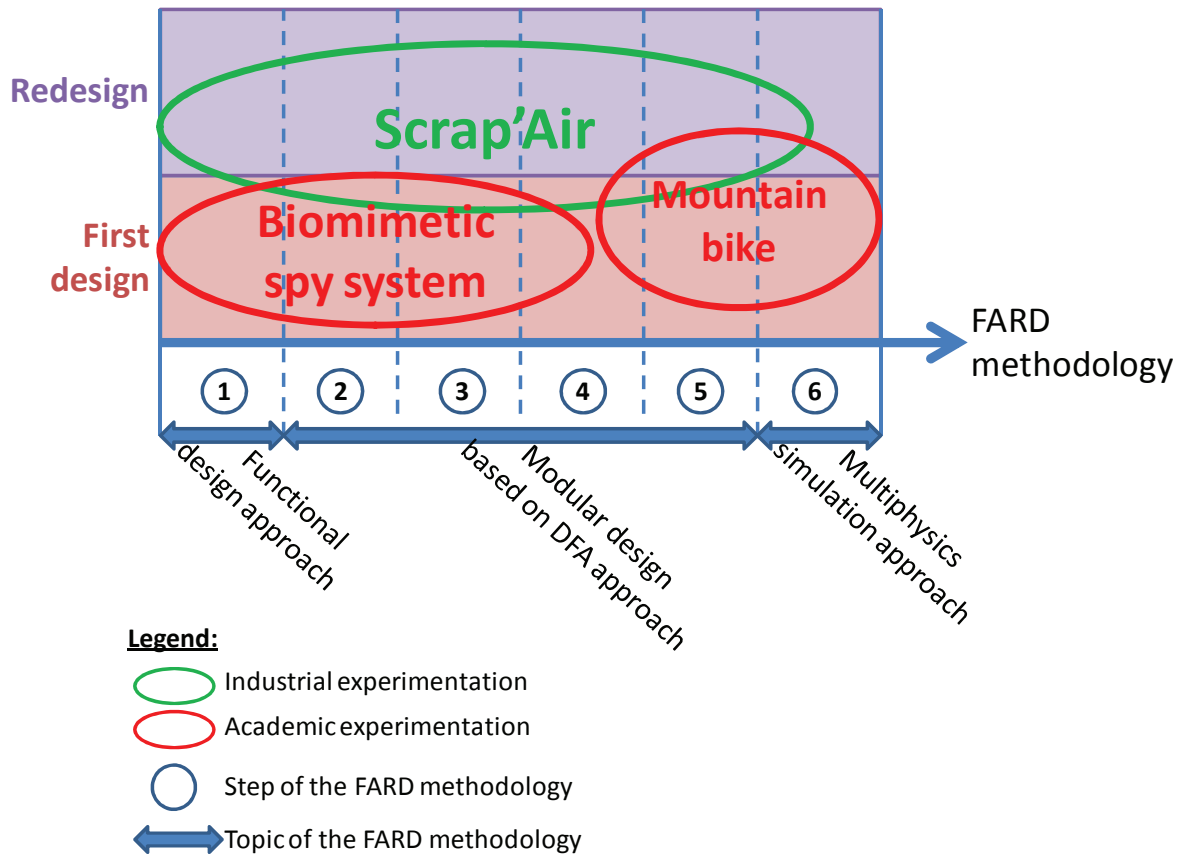 Redesign
Scrap'Air
First
design
Biomimetic
spy system
Mountain
bike
FARD
methodology
1
2
3
4
5
6
Functional
design approach
Modular design
based on DFA approach
Multiphysics
simulation approach
Legend:
Industrial experimentation
Academic experimentation
Step of the FARD methodology
Topic of the FARD methodology